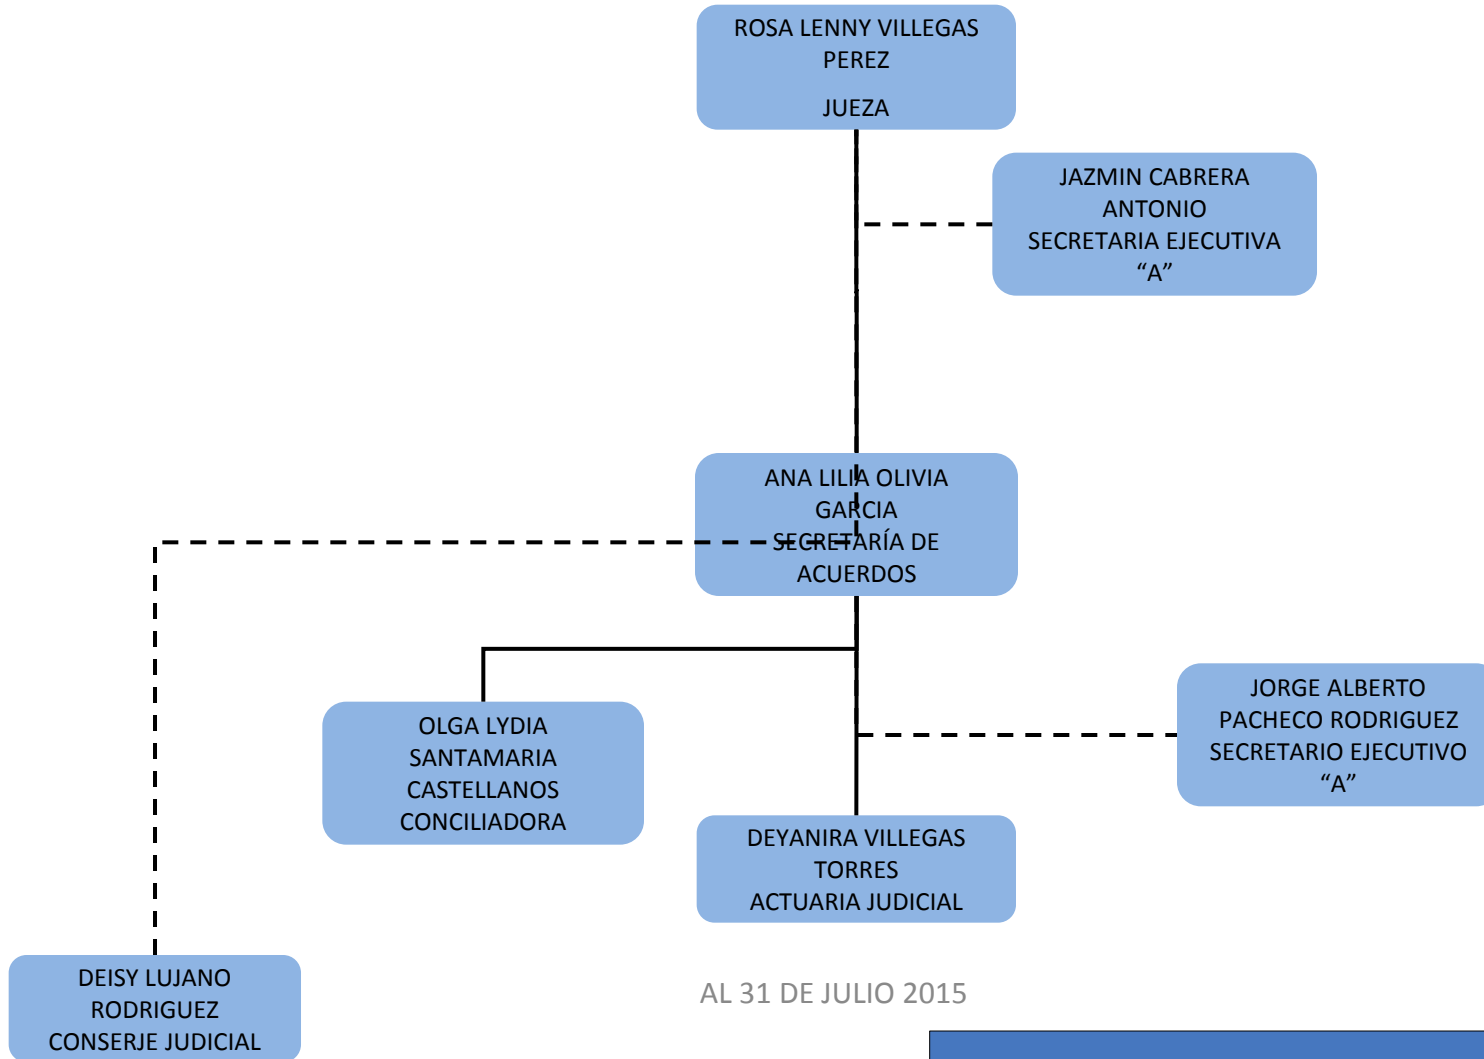 ROSA LENNY VILLEGAS
PEREZ
JUEZA
JAZMIN CABRERA
ANTONIO
SECRETARIA EJECUTIVA
“A”
ANA LILIA OLIVIA
GARCIA
SECRETARÍA DE
ACUERDOS
OLGA LYDIA
SANTAMARIA
CASTELLANOS
CONCILIADORA
JORGE ALBERTO
PACHECO RODRIGUEZ
SECRETARIO EJECUTIVO
“A”
DEYANIRA VILLEGAS
TORRES
ACTUARIA JUDICIAL
DEISY LUJANO
RODRIGUEZ
CONSERJE JUDICIAL
AL 31 DE JULIO 2015